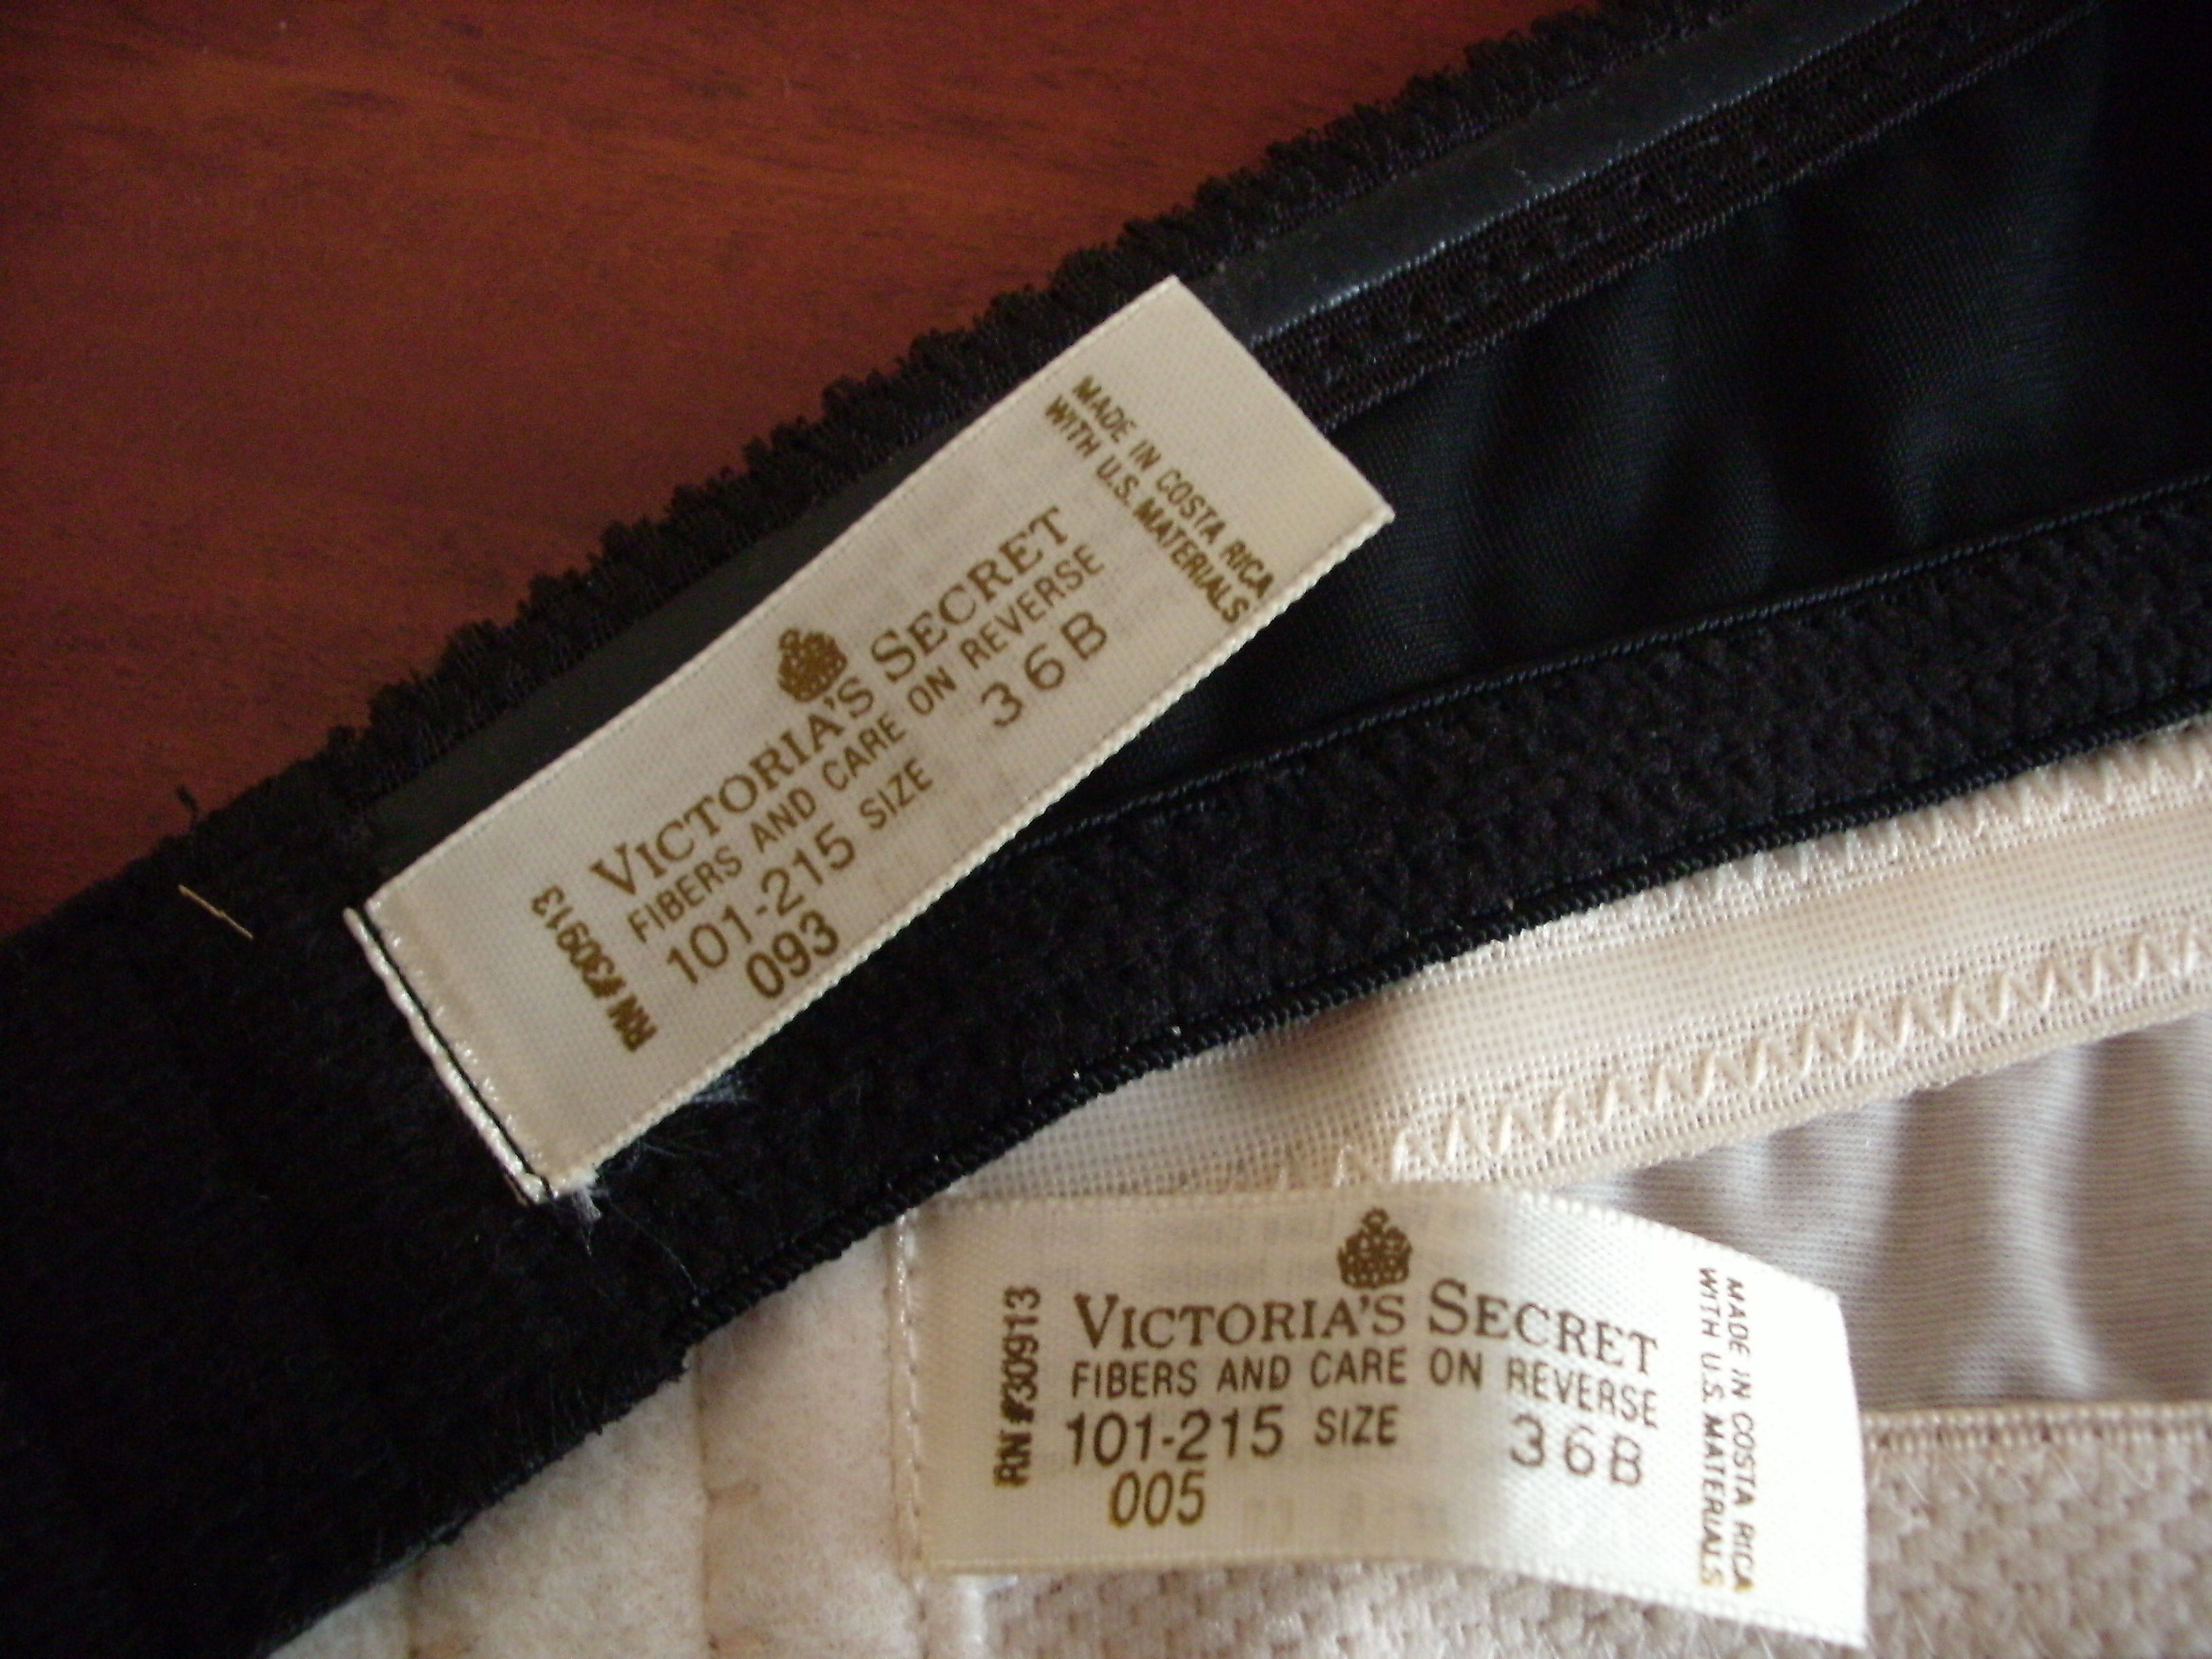 MADE IN COSTA RICA
WITH U.S. MATERIALS
VICTORIA'S SECRET
FIBERS AND CARE ON REVERSE
101-215 SIZE 36B
093
RN #30913
RN #30913
VICTORIA'S SECRET
FIBERS AND CARE ON REVERSE
101-215 SIZE 36B
005
MADE IN COSTA RICA
WITH U.S. MATERIALS